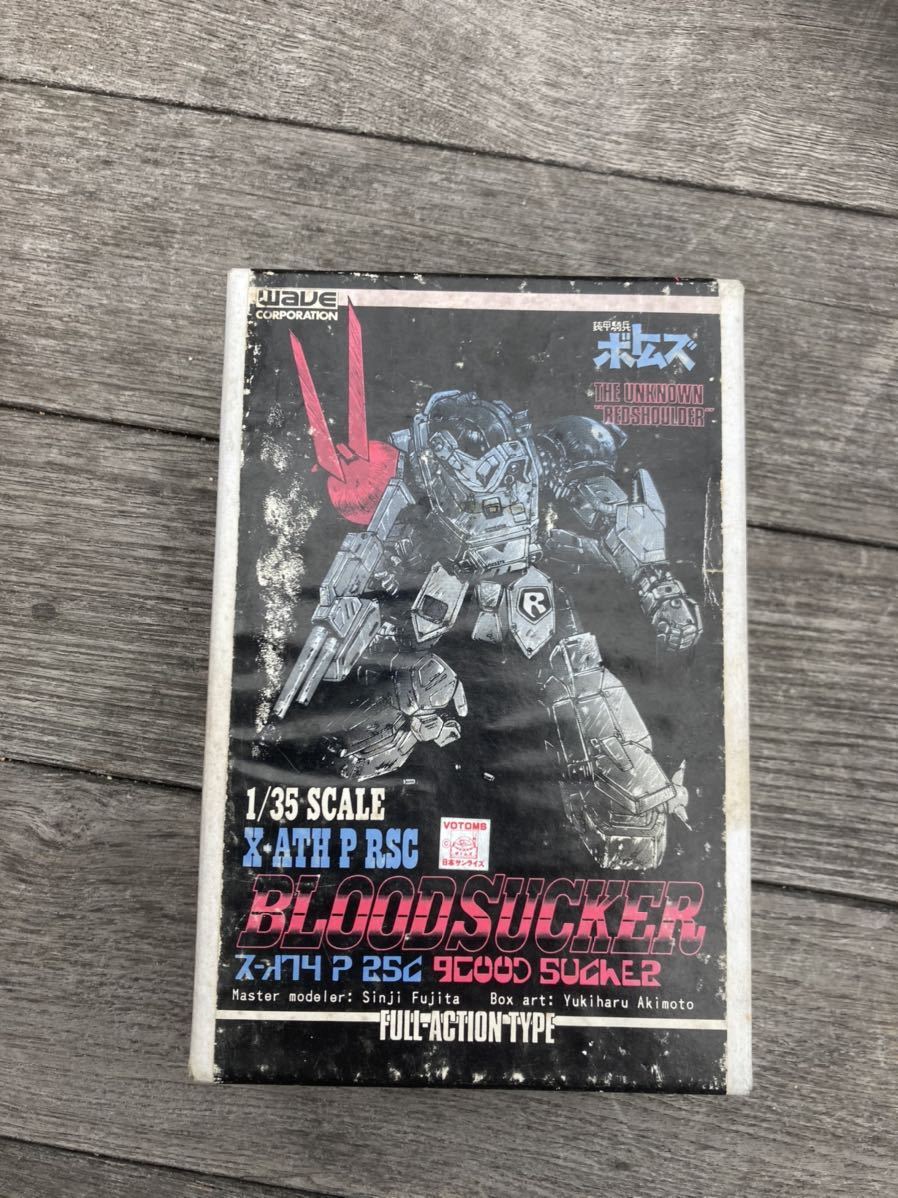 WAVE
CORPORATION
装甲騎兵
ボトムズ
THE UNKNOWN
"REDSHOULDER"
R
1/35 SCALE
X·ATH P RSC
VOTOMS
日本サンライズ
BLOODSUCKER
Master modeler: Sinji Fujita Box art: Yukiharu Akimoto
FULL-ACTION TYPE